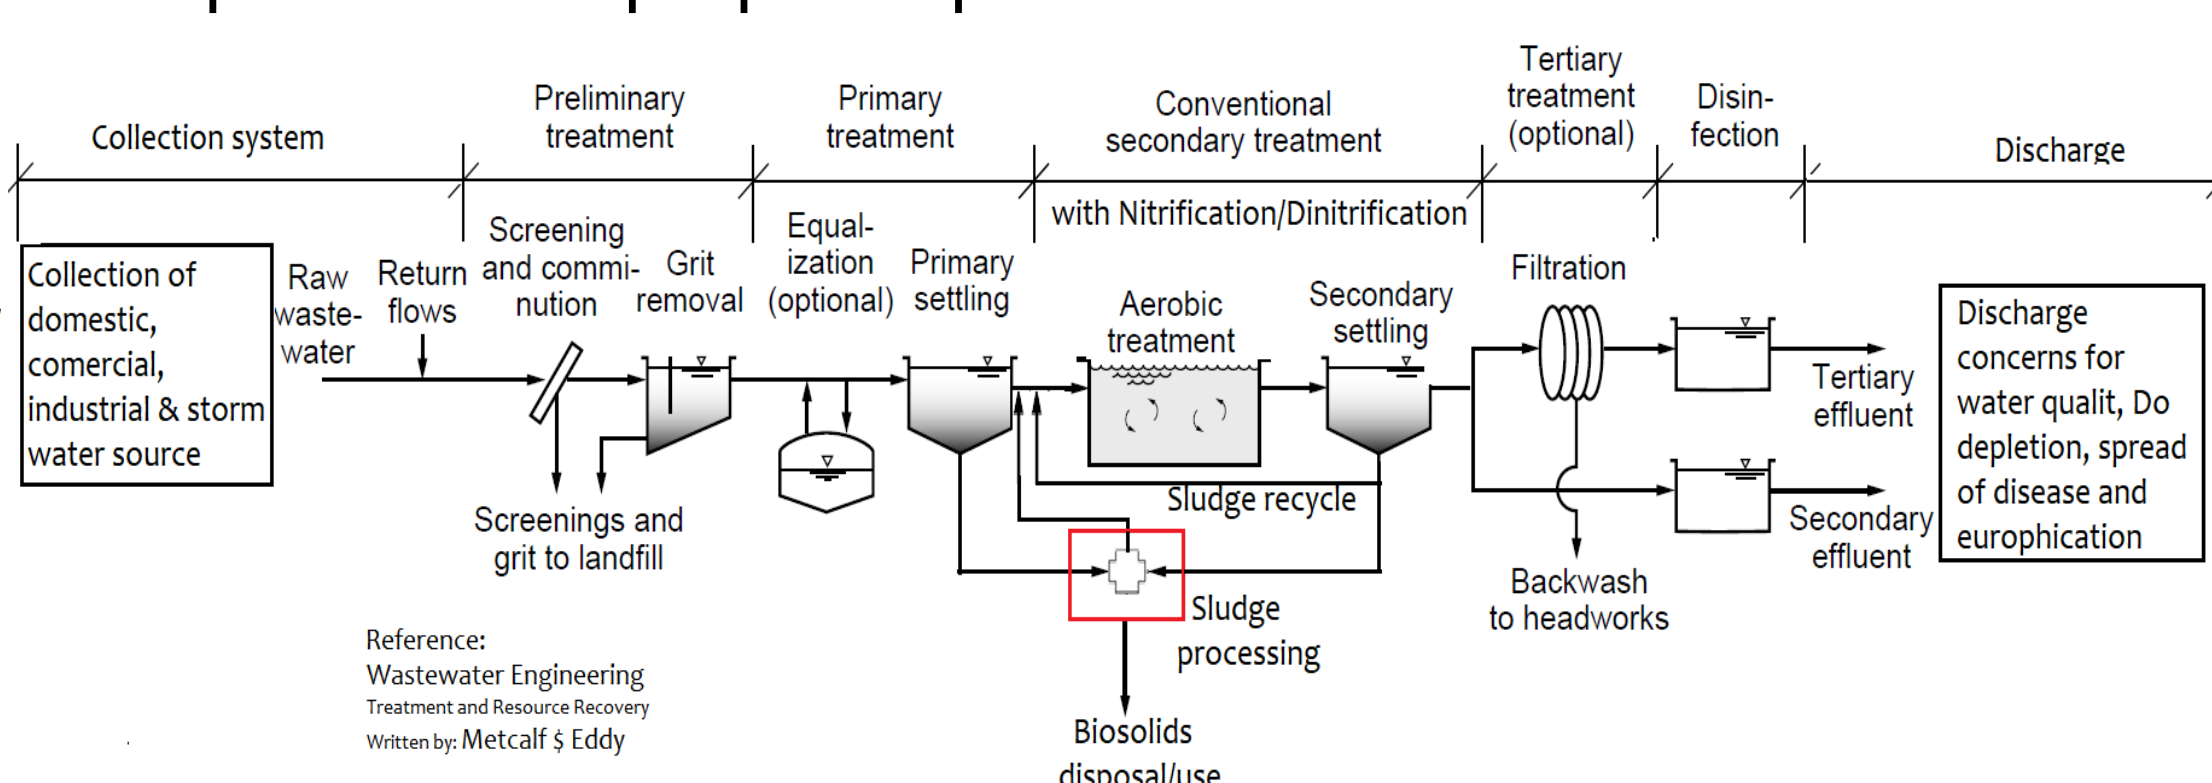 Collection system
Preliminary
treatment
Primary
treatment
Conventional
secondary treatment
Tertiary
treatment
(optional)
Disin-
fection
Discharge
with Nitrification/Dinitrification
Collection of
domestic,
comercial,
industrial & storm
water source
Raw
waste-
water
Return
flows
Screening
and commi-
nution
Grit
removal
Equal-
ization
(optional)
Primary
settling
Aerobic
treatment
Secondary
settling
Filtration
Tertiary
effluent
Secondary
effluent
Discharge
concerns for
water qualit, Do
depletion, spread
of disease and
europhication
Screenings and
grit to landfill
Sludge recycle
Sludge
processing
Backwash
to headworks
Biosolids
disposal/use
Reference:
Wastewater Engineering
Treatment and Resource Recovery
Written by: Metcalf $ Eddy